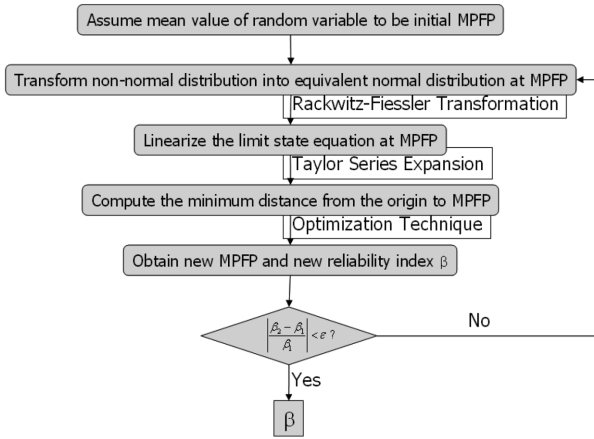 Assume mean value of random variable to be initial MPFP
Transform non-normal distribution into equivalent normal distribution at MPFP
Rackwitz-Fiessler Transformation
Linearize the limit state equation at MPFP
Taylor Series Expansion
Compute the minimum distance from the origin to MPFP
Optimization Technique
Obtain new MPFP and new reliability index β
|β₂ − β₁ / β₁| < ε ?
No
Yes
β